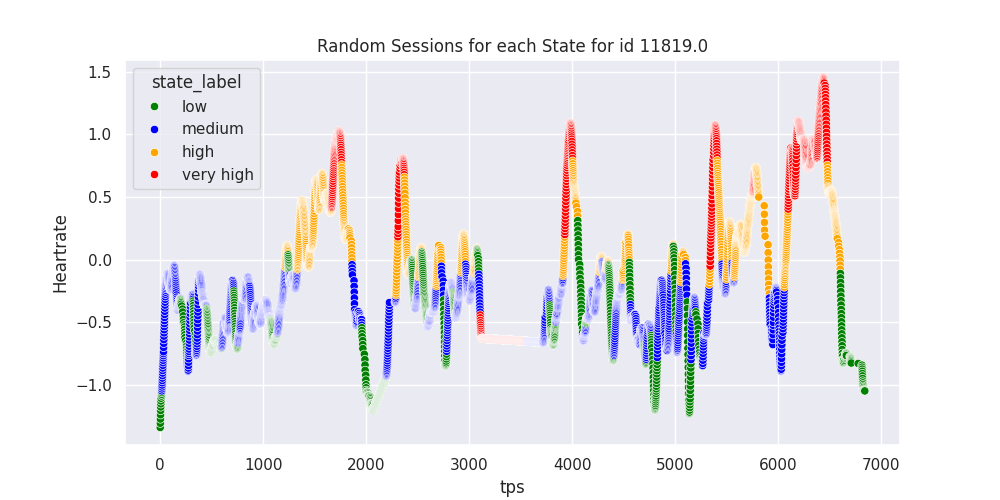 Random Sessions for each State for id 11819.0
state_label
low
medium
high
very high
Heartrate
1.5
1.0
0.5
0.0
−0.5
−1.0
0 1000 2000 3000 4000 5000 6000 7000
tps